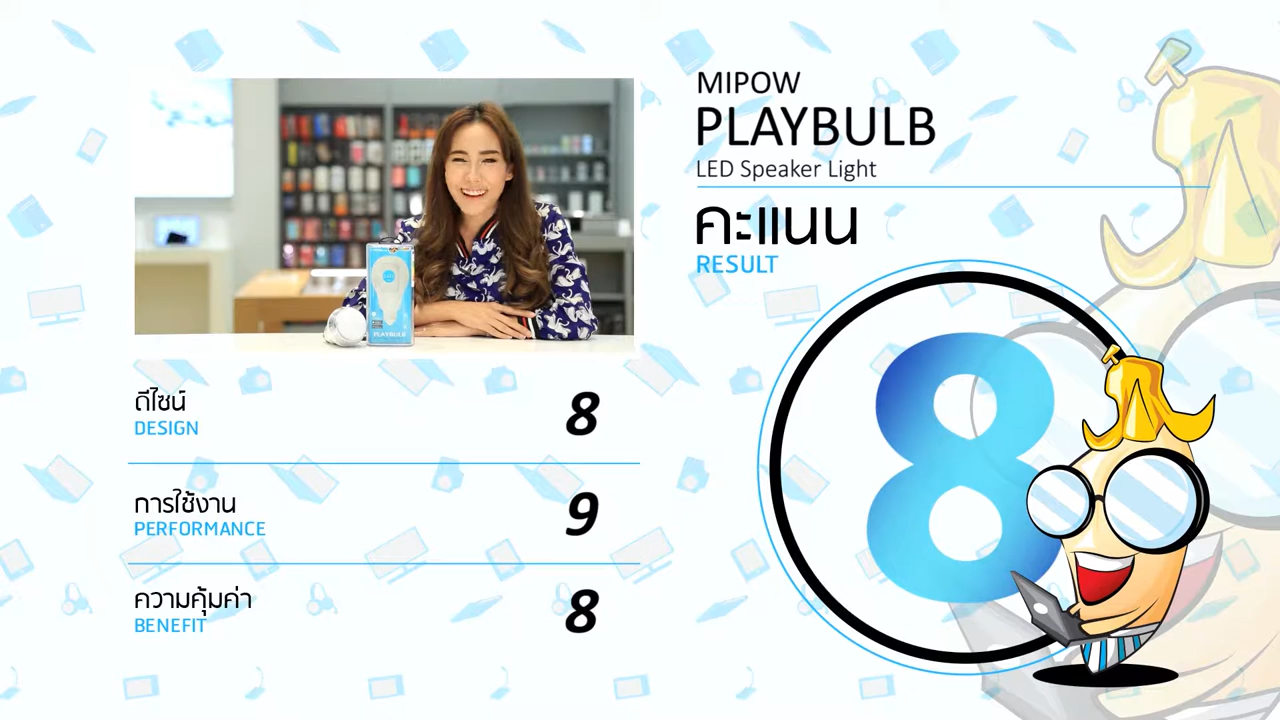 MIPOW
PLAYBULB
LED Speaker Light
คะแนน
RESULT
8
PLAYBULB
ดีไซน์
DESIGN
8
การใช้งาน
PERFORMANCE
9
ความคุ้มค่า
BENEFIT
8